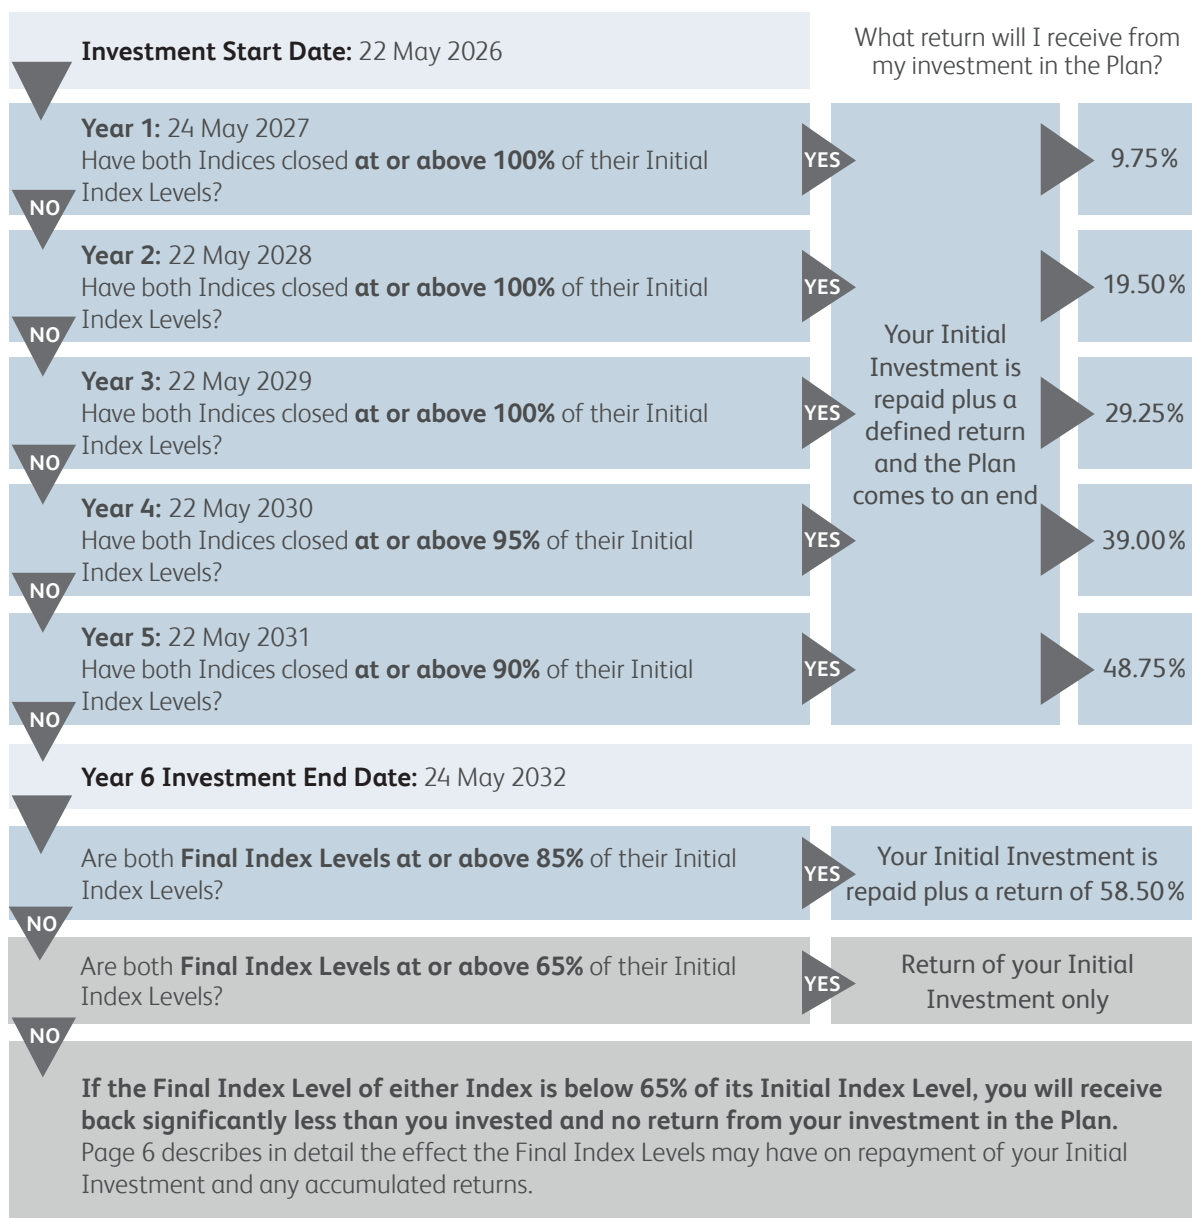 Investment Start Date: 22 May 2026
What return will I receive from
my investment in the Plan?
Year 1: 24 May 2027
Have both Indices closed at or above 100% of their Initial
Index Levels?
YES
9.75%
NO
Year 2: 22 May 2028
Have both Indices closed at or above 100% of their Initial
Index Levels?
YES
19.50%
NO
Year 3: 22 May 2029
Have both Indices closed at or above 100% of their Initial
Index Levels?
YES
Your Initial
Investment is
repaid plus a
defined return
and the Plan
comes to an end
29.25%
NO
Year 4: 22 May 2030
Have both Indices closed at or above 95% of their Initial
Index Levels?
YES
39.00%
NO
Year 5: 22 May 2031
Have both Indices closed at or above 90% of their Initial
Index Levels?
YES
48.75%
NO
Year 6 Investment End Date: 24 May 2032
Are both Final Index Levels at or above 85% of their Initial
Index Levels?
YES
Your Initial Investment is
repaid plus a return of 58.50%
NO
Are both Final Index Levels at or above 65% of their Initial
Index Levels?
YES
Return of your Initial
Investment only
NO
If the Final Index Level of either Index is below 65% of its Initial Index Level, you will receive
back significantly less than you invested and no return from your investment in the Plan.
Page 6 describes in detail the effect the Final Index Levels may have on repayment of your Initial
Investment and any accumulated returns.